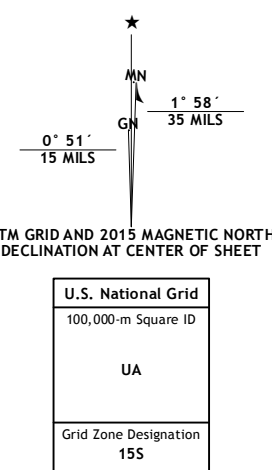 MN
GN
1° 58´
35 MILS
0° 51´
15 MILS
TM GRID AND 2015 MAGNETIC NORTH
DECLINATION AT CENTER OF SHEET
U.S. National Grid
100,000-m Square ID
UA
Grid Zone Designation
15S